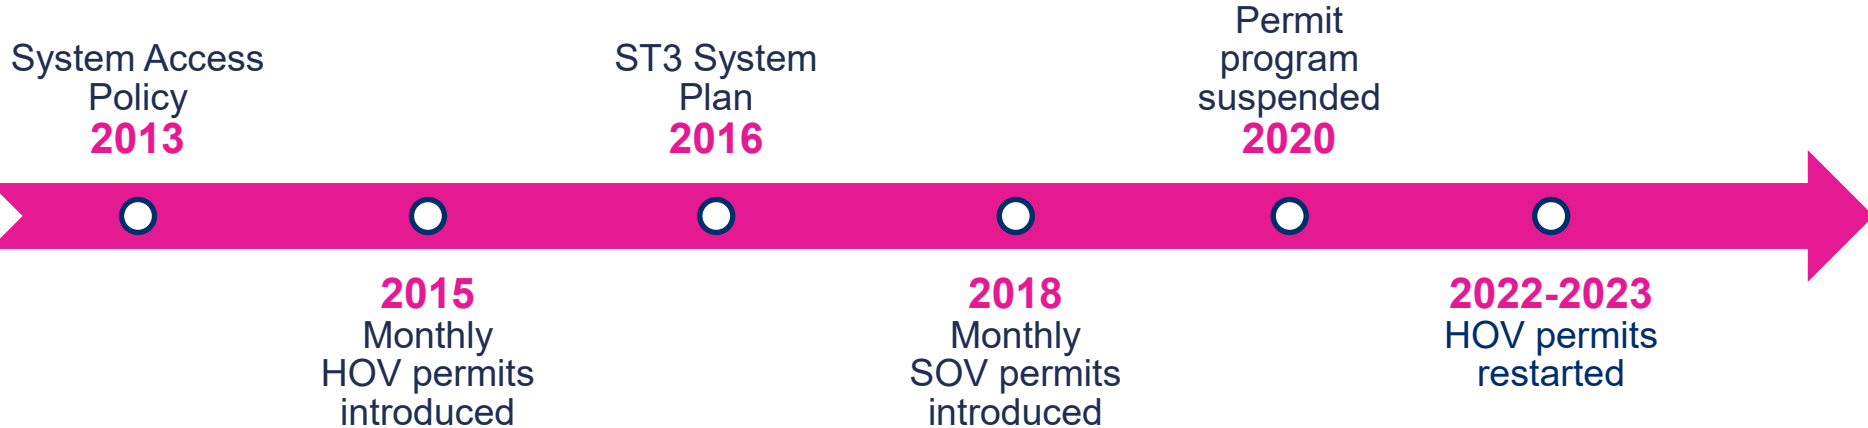 System Access
Policy
2013
2015
Monthly
HOV permits
introduced
ST3 System
Plan
2016
2018
Monthly
SOV permits
introduced
Permit
program
suspended
2020
2022-2023
HOV permits
restarted